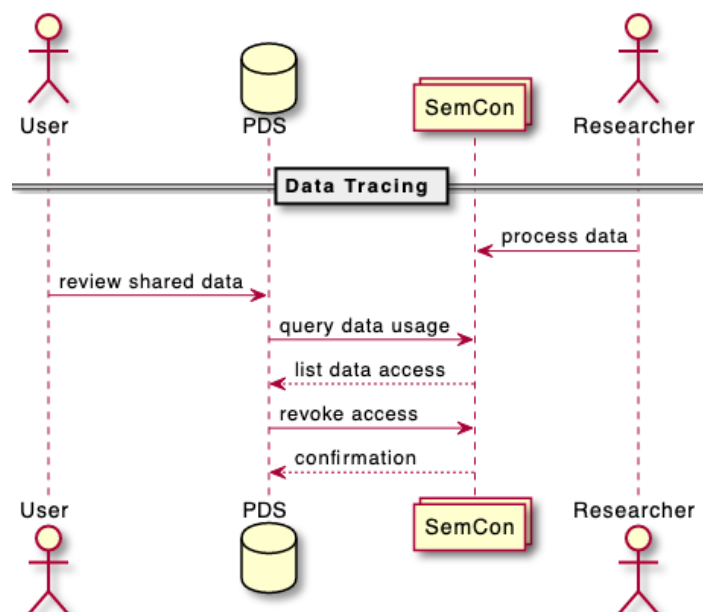 User
PDS
SemCon
Researcher
Data Tracing
process data
review shared data
query data usage
list data access
revoke access
confirmation
User
PDS
SemCon
Researcher